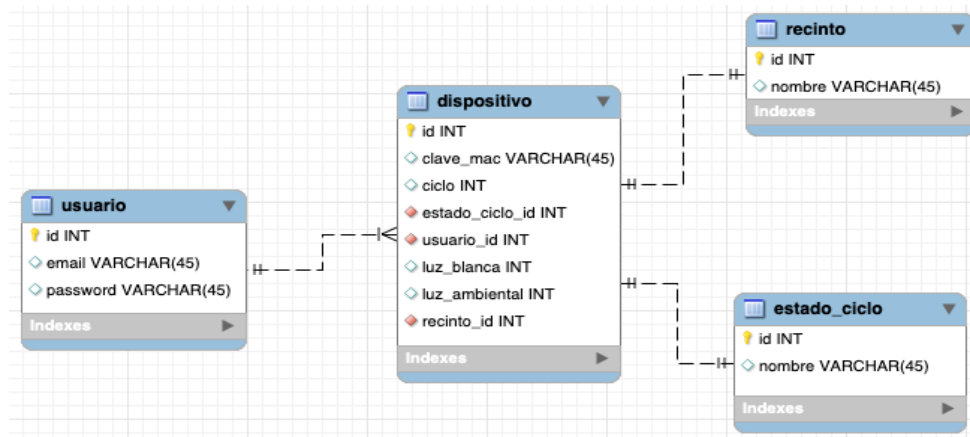 usuario
id INT
email VARCHAR(45)
password VARCHAR(45)
Indexes
dispositivo
id INT
clave_mac VARCHAR(45)
ciclo INT
estado_ciclo_id INT
usuario_id INT
luz_blanca INT
luz_ambiental INT
recinto_id INT
Indexes
recinto
id INT
nombre VARCHAR(45)
Indexes
estado_ciclo
id INT
nombre VARCHAR(45)
Indexes